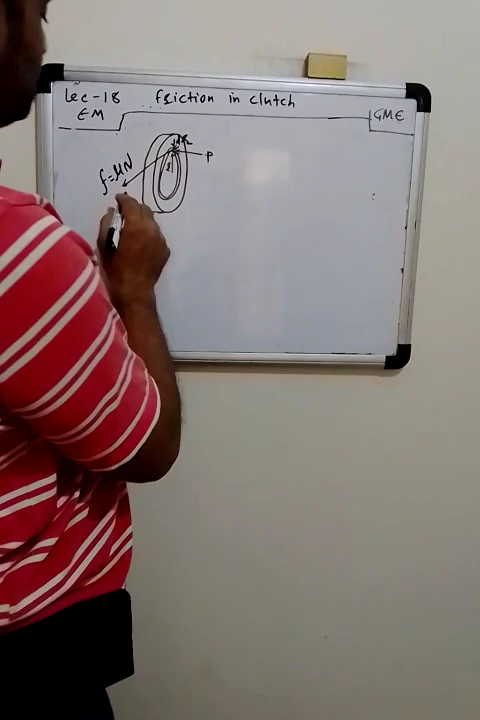 Lec-18 friction in clutch
EM
GME
P
f=μN